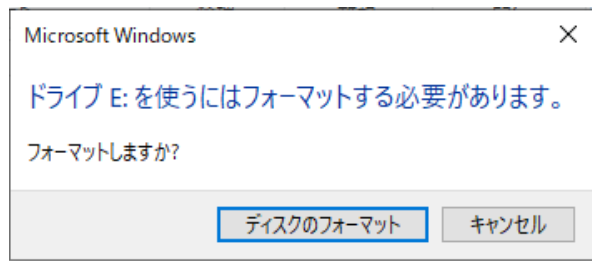 Microsoft Windows
ドライブ E: を使うにはフォーマットする必要があります。
フォーマットしますか?
ディスクのフォーマット
キャンセル